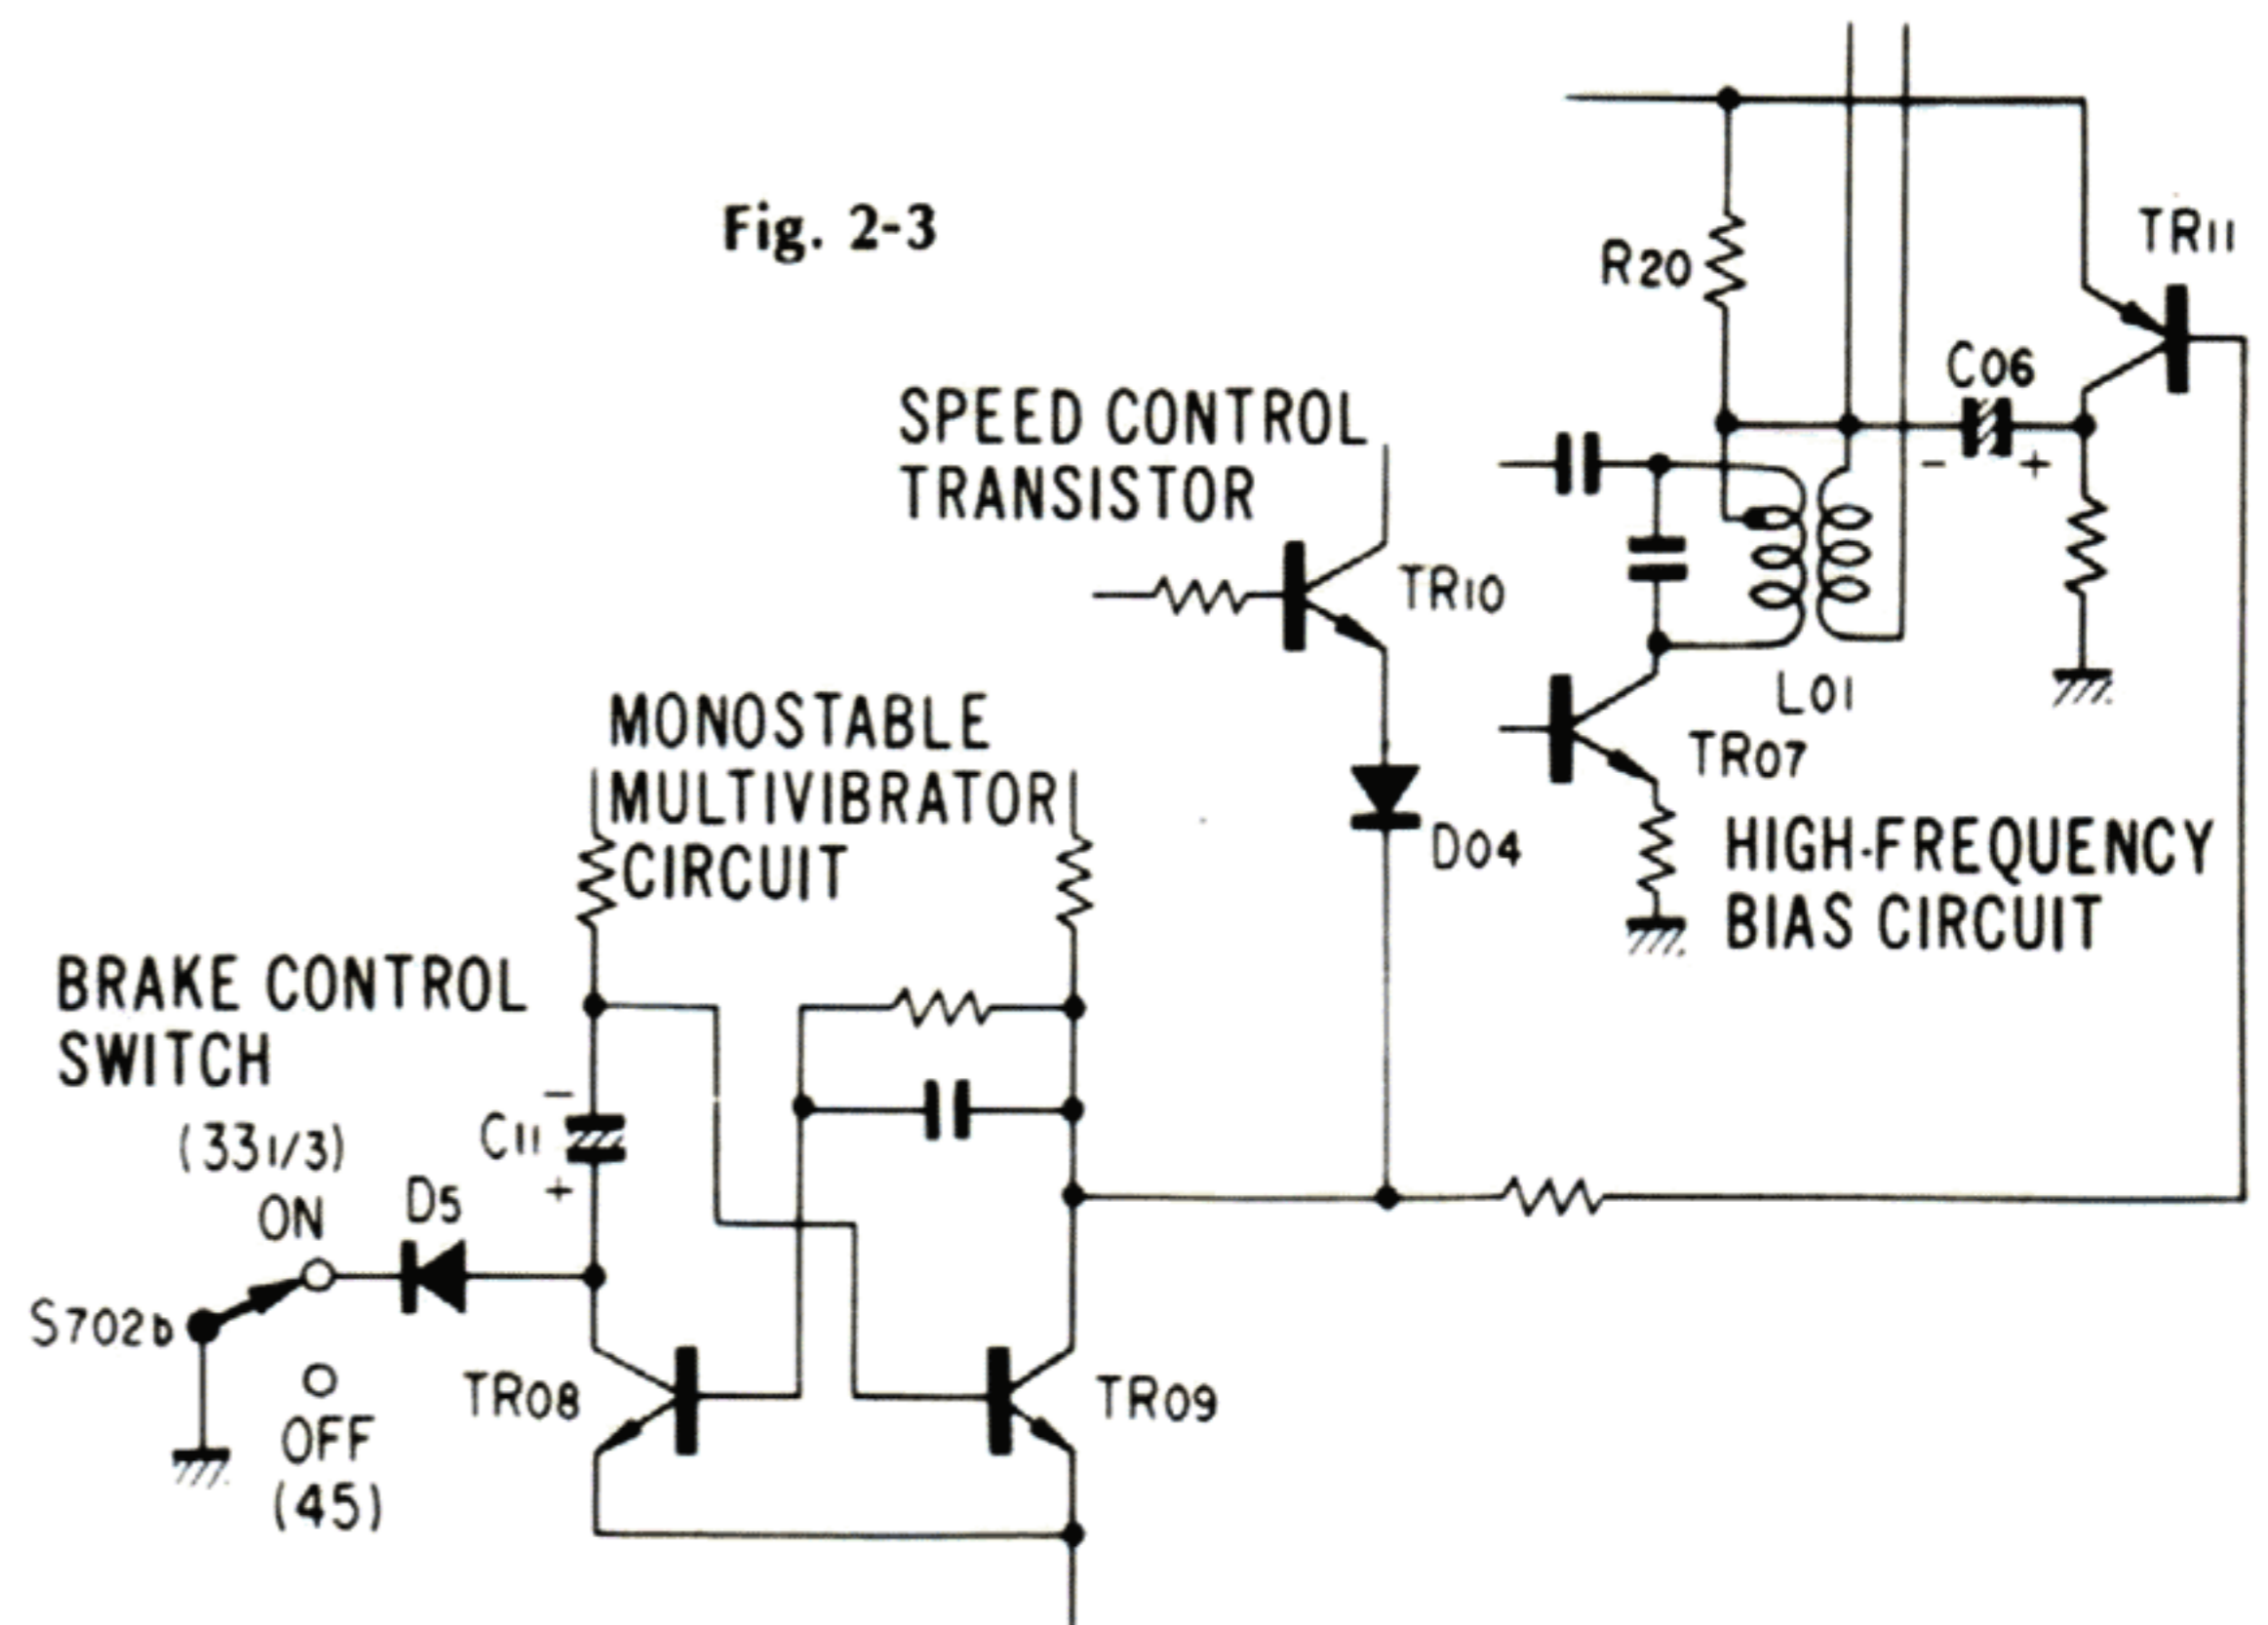 Fig. 2-3
TR11
R20
C06
- +
SPEED CONTROL
TRANSISTOR
TR10
L01
TR07
MONOSTABLE
MULTIVIBRATOR
CIRCUIT
D04
HIGH-FREQUENCY
BIAS CIRCUIT
BRAKE CONTROL
SWITCH
(33 1/3)
ON
-
C11
+
D5
S702b
OFF
(45)
TR08
TR09